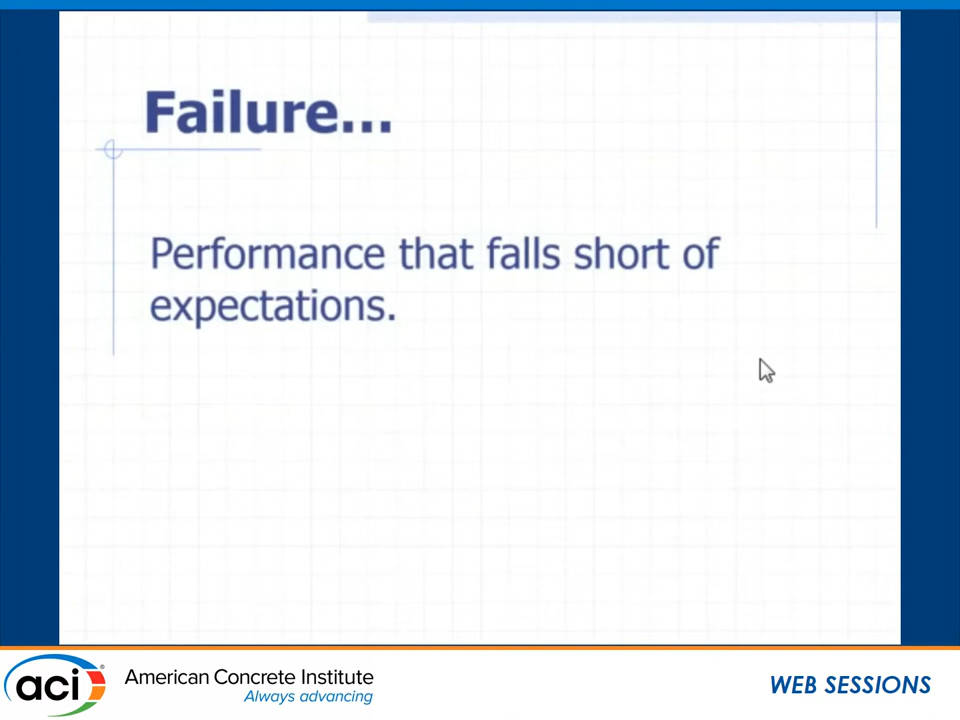 Failure...
Performance that falls short of
expectations.
aci
American Concrete Institute
Always advancing
WEB SESSIONS